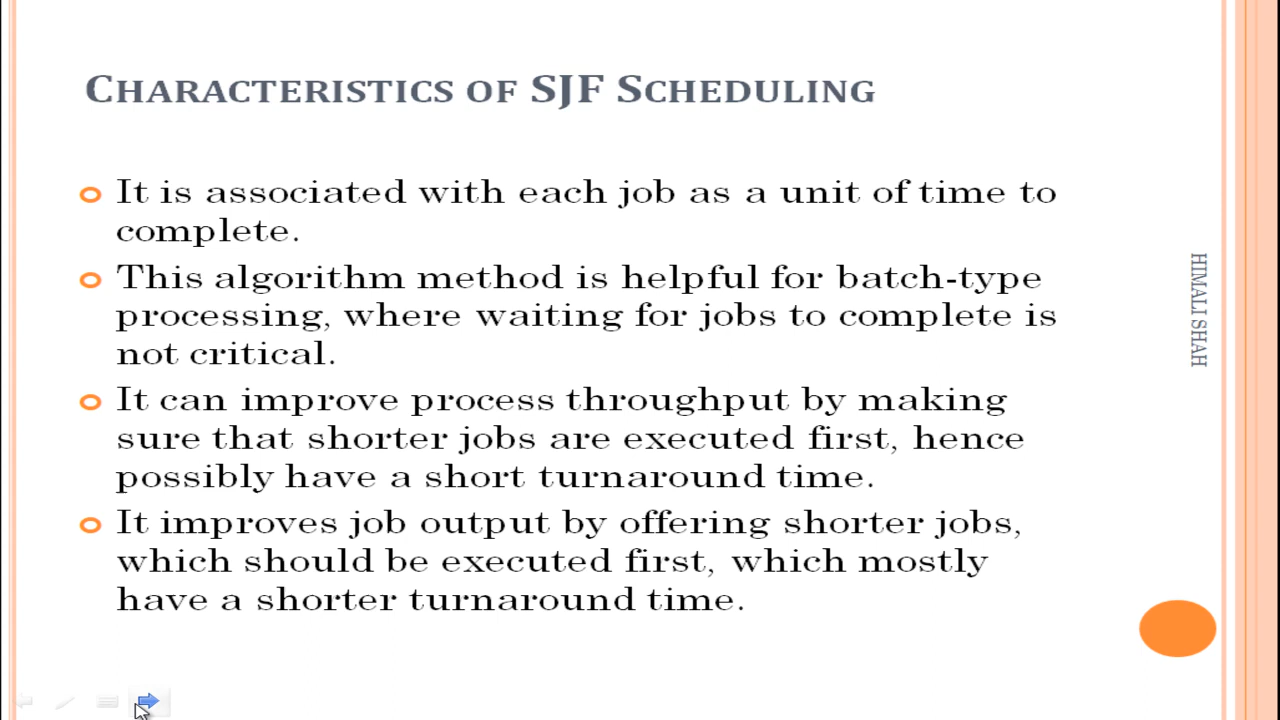 CHARACTERISTICS OF SJF SCHEDULING
It is associated with each job as a unit of time to
complete.
This algorithm method is helpful for batch-type
processing, where waiting for jobs to complete is
not critical.
It can improve process throughput by making
sure that shorter jobs are executed first, hence
possibly have a short turnaround time.
It improves job output by offering shorter jobs,
which should be executed first, which mostly
have a shorter turnaround time.
HIMALI SHAH